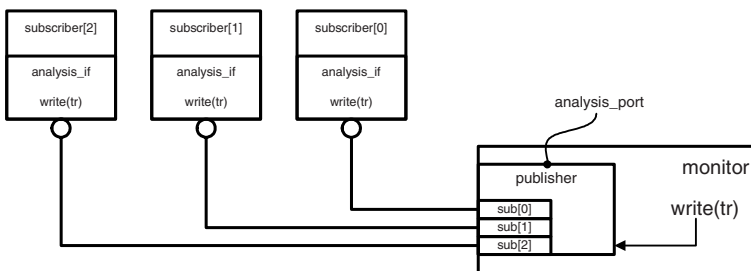 subscriber[2]
analysis_if
write(tr)
subscriber[1]
analysis_if
write(tr)
subscriber[0]
analysis_if
write(tr)
analysis_port
monitor
publisher
write(tr)
sub[0]
sub[1]
sub[2]